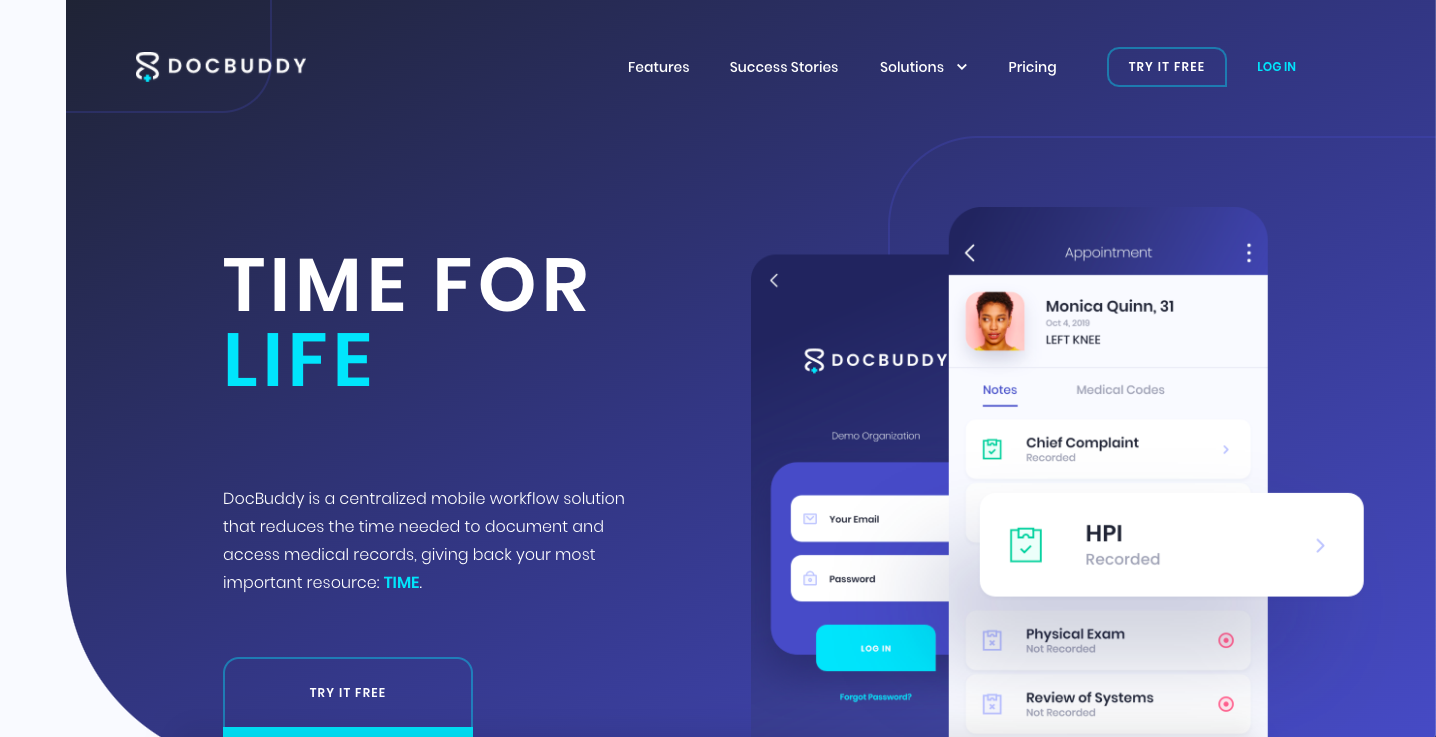 DOCBUDDY
Features
Success Stories
Solutions
Pricing
TRY IT FREE
LOG IN
TIME FOR
LIFE
DocBuddy is a centralized mobile workflow solution
that reduces the time needed to document and
access medical records, giving back your most
important resource: TIME.
TRY IT FREE
DOCBUDDY
Demo Organization
Your Email
Password
LOG IN
Forgot Password?
Appointment
Monica Quinn, 31
Oct 4, 2019
LEFT KNEE
Notes
Medical Codes
Chief Complaint
Recorded
HPI
Recorded
Physical Exam
Not Recorded
Review of Systems
Not Recorded